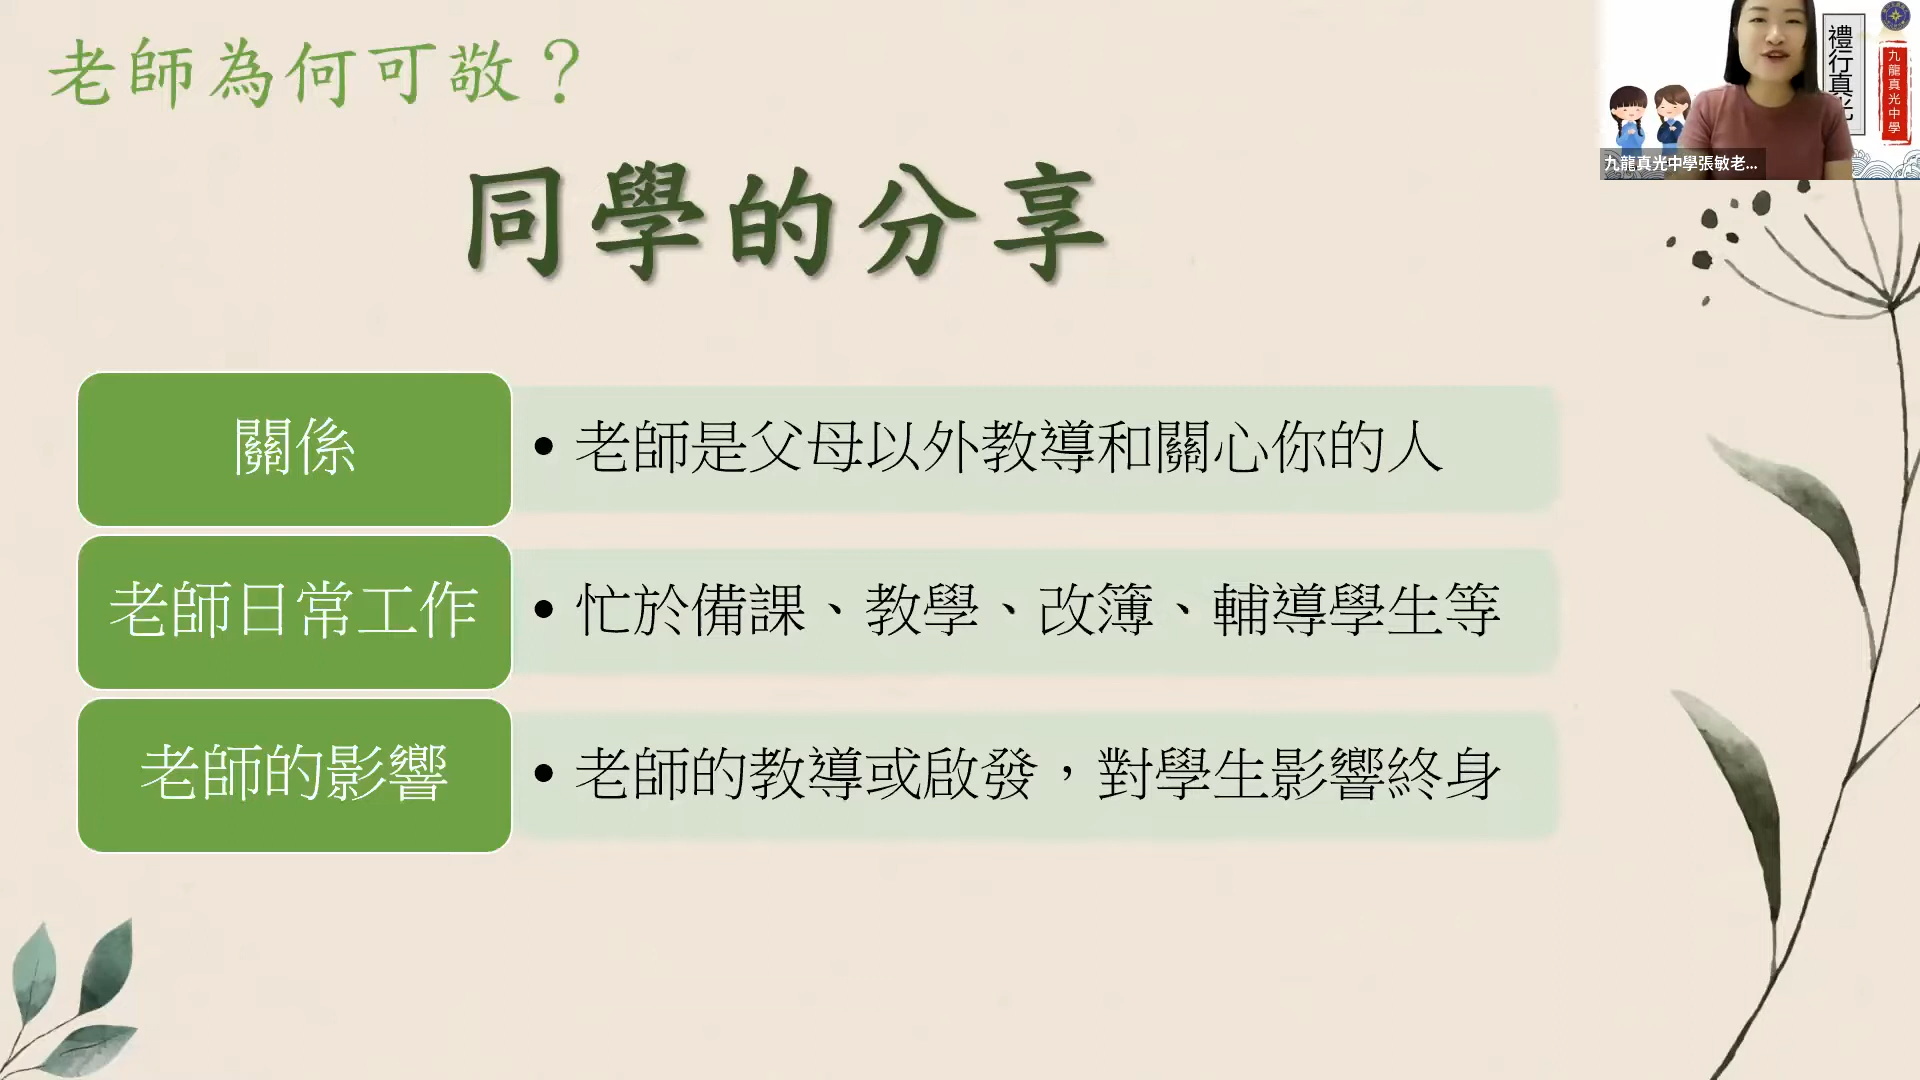 老師為何可敬？
同學的分享
關係
• 老師是父母以外教導和關心你的人
老師日常工作
• 忙於備課、教學、改簿、輔導學生等
老師的影響
• 老師的教導或啟發，對學生影響終身
禮行真光
九龍真光中學
九龍真光中學張敏老...